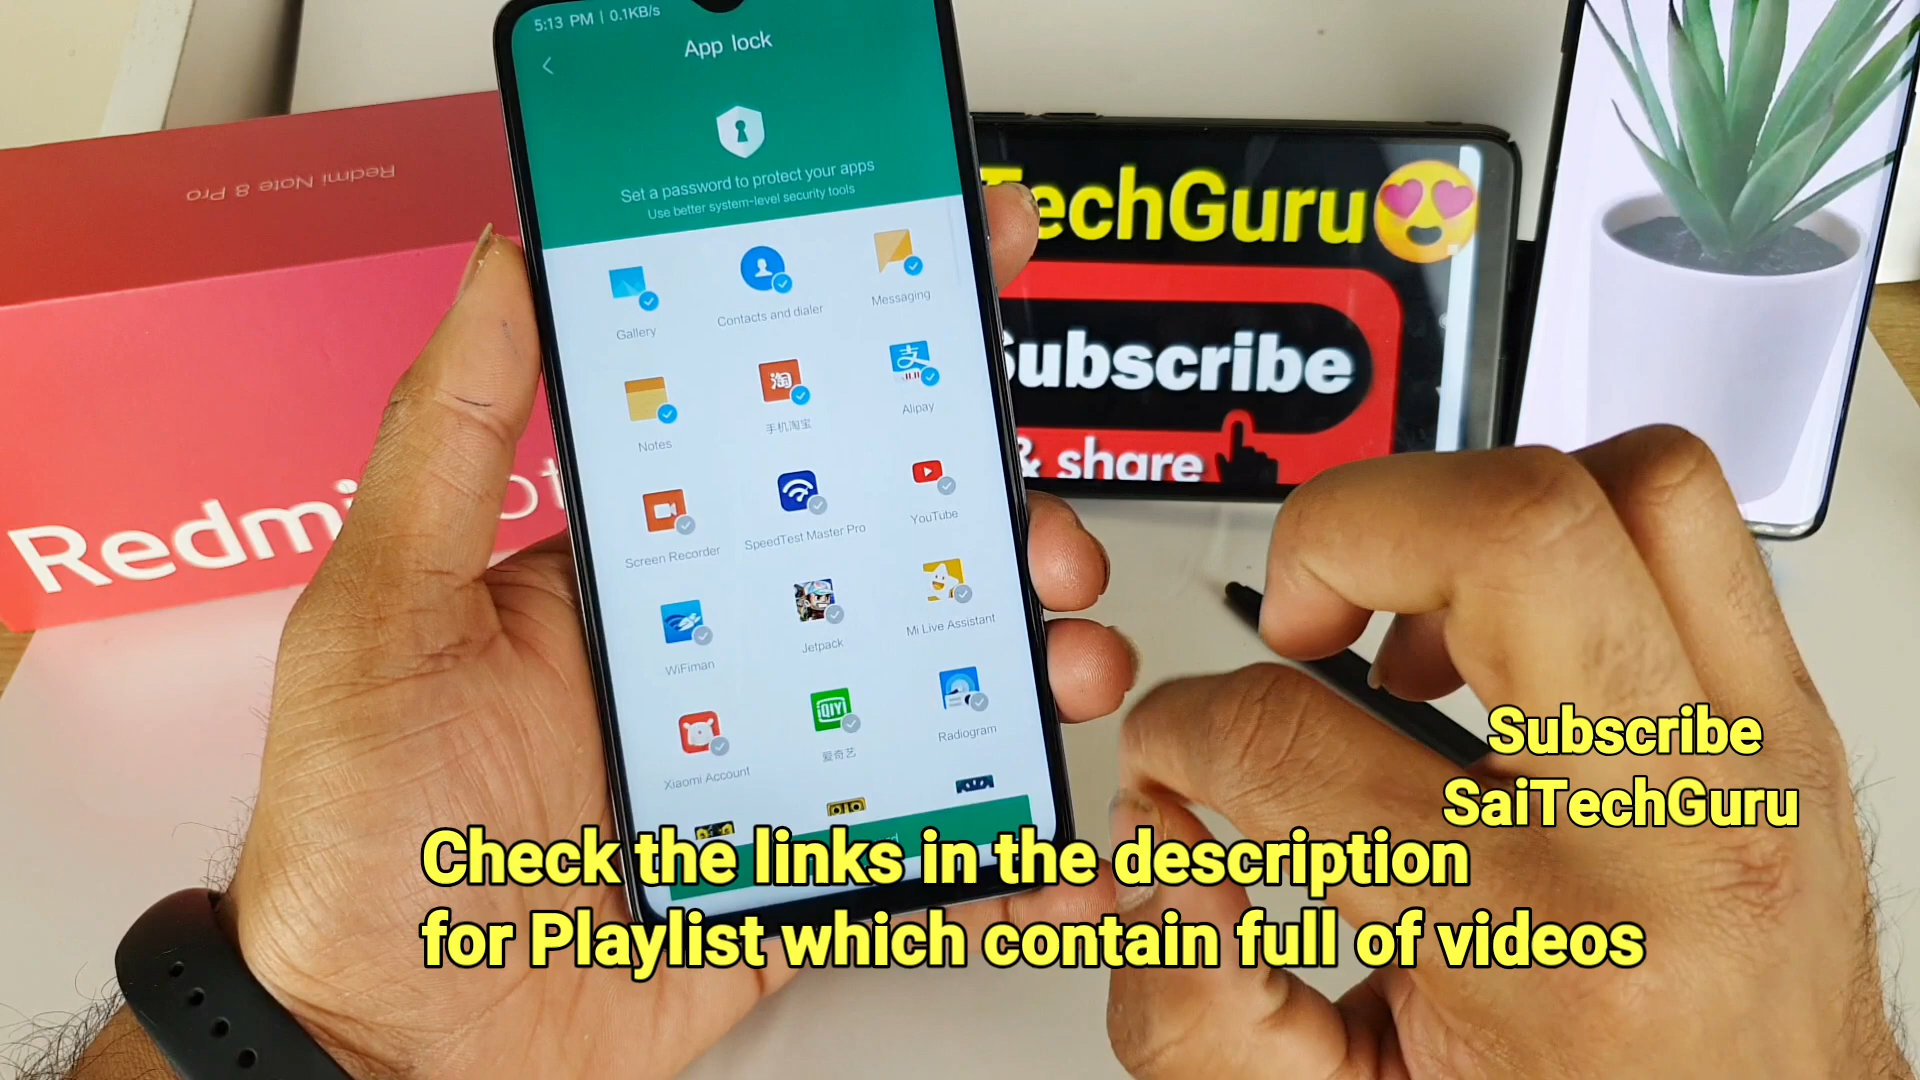 5:13 PM | 0.1KB/s
App lock
Set a password to protect your apps
Use better system-level security tools
Gallery
Contacts and dialer
Messaging
Notes
淘
手机淘宝
支
Alipay
Screen Recorder
SpeedTest Master Pro
YouTube
WiFiman
Jetpack
Mi Live Assistant
Xiaomi Account
iQIYI
爱奇艺
Radiogram
Redmi Note 8 Pro
Redmi
TechGuru
Subscribe
& share
Subscribe
SaiTechGuru
Check the links in the description
for Playlist which contain full of videos